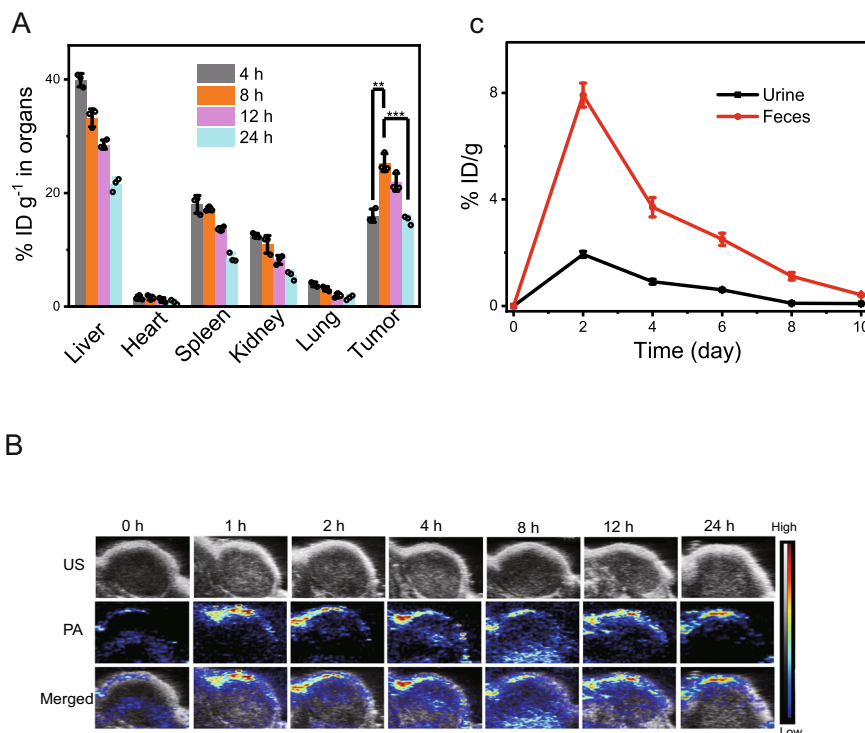 A
% ID g⁻¹ in organs
40
20
0
4 h
8 h
12 h
24 h
**
***
Liver
Heart
Spleen
Kidney
Lung
Tumor
c
% ID/g
8
4
0
Urine
Feces
0
2
4
6
8
10
Time (day)
B
0 h
1 h
2 h
4 h
8 h
12 h
24 h
High
US
PA
Merged
Low